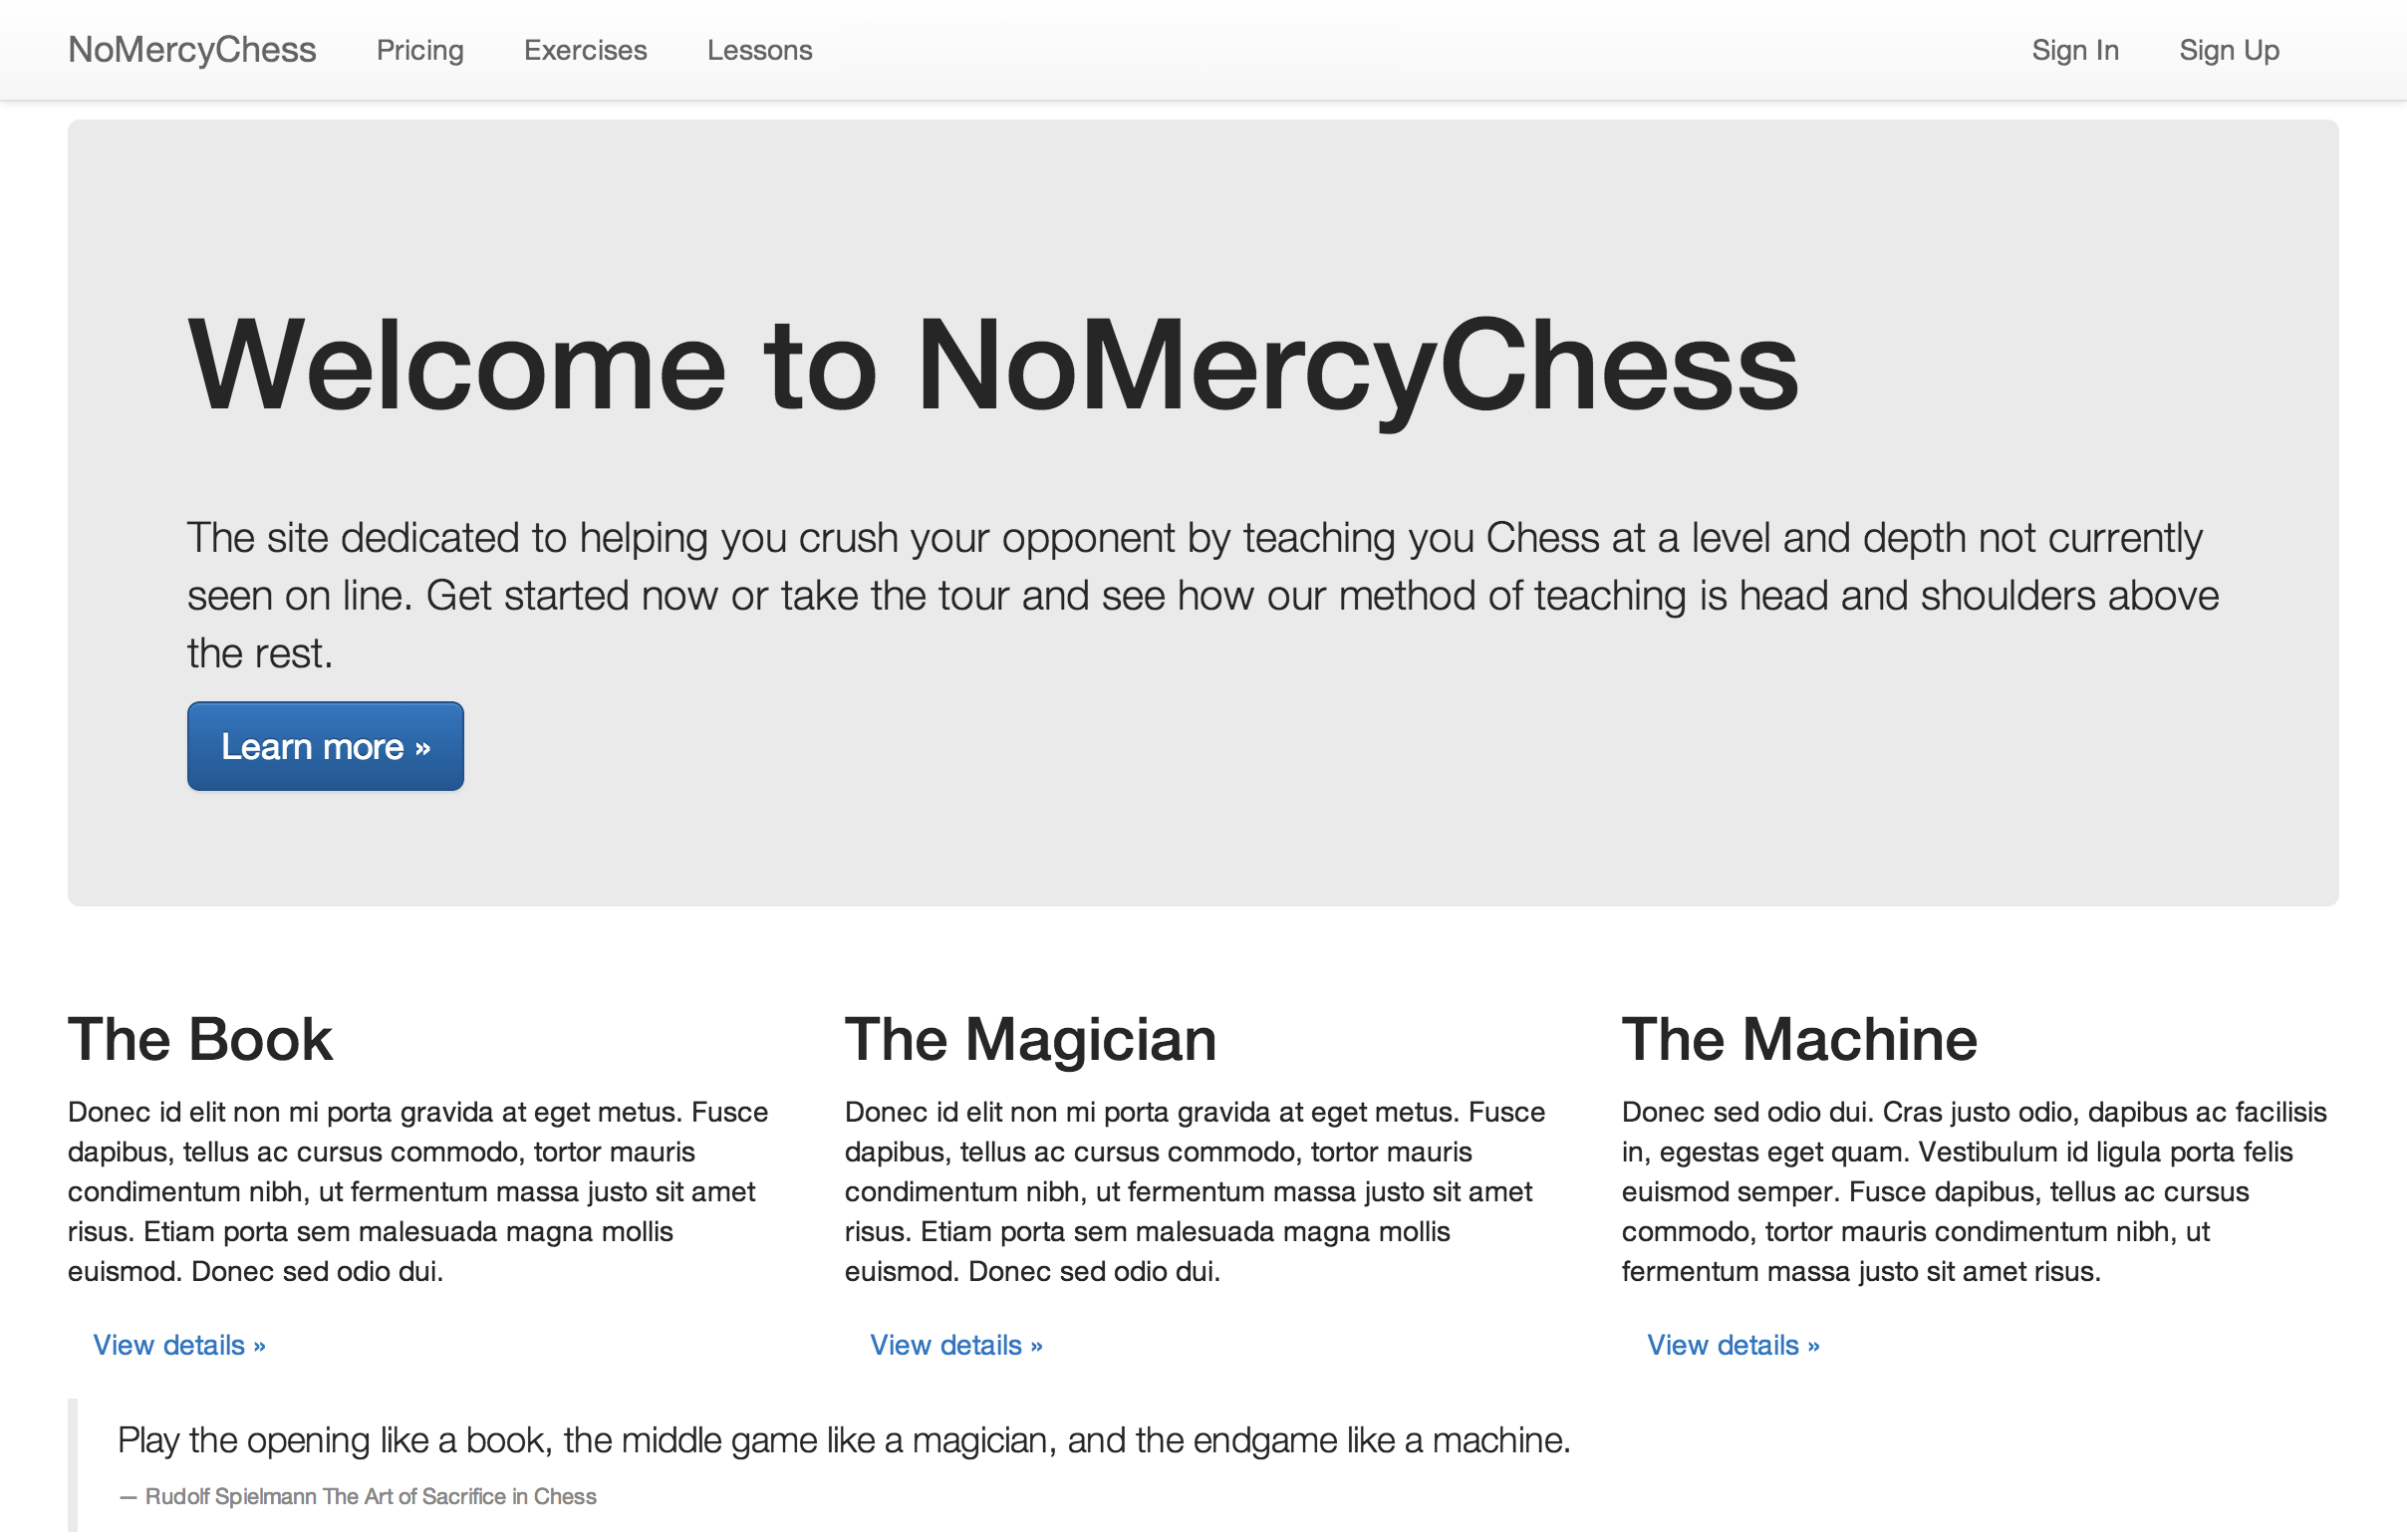 NoMercyChess Pricing Exercises Lessons Sign In Sign Up
Welcome to NoMercyChess
The site dedicated to helping you crush your opponent by teaching you Chess at a level and depth not currently
seen on line. Get started now or take the tour and see how our method of teaching is head and shoulders above
the rest.
Learn more »
The Book
Donec id elit non mi porta gravida at eget metus. Fusce
dapibus, tellus ac cursus commodo, tortor mauris
condimentum nibh, ut fermentum massa justo sit amet
risus. Etiam porta sem malesuada magna mollis
euismod. Donec sed odio dui.
View details »
The Magician
Donec id elit non mi porta gravida at eget metus. Fusce
dapibus, tellus ac cursus commodo, tortor mauris
condimentum nibh, ut fermentum massa justo sit amet
risus. Etiam porta sem malesuada magna mollis
euismod. Donec sed odio dui.
View details »
The Machine
Donec sed odio dui. Cras justo odio, dapibus ac facilisis
in, egestas eget quam. Vestibulum id ligula porta felis
euismod semper. Fusce dapibus, tellus ac cursus
commodo, tortor mauris condimentum nibh, ut
fermentum massa justo sit amet risus.
View details »
Play the opening like a book, the middle game like a magician, and the endgame like a machine.
— Rudolf Spielmann The Art of Sacrifice in Chess